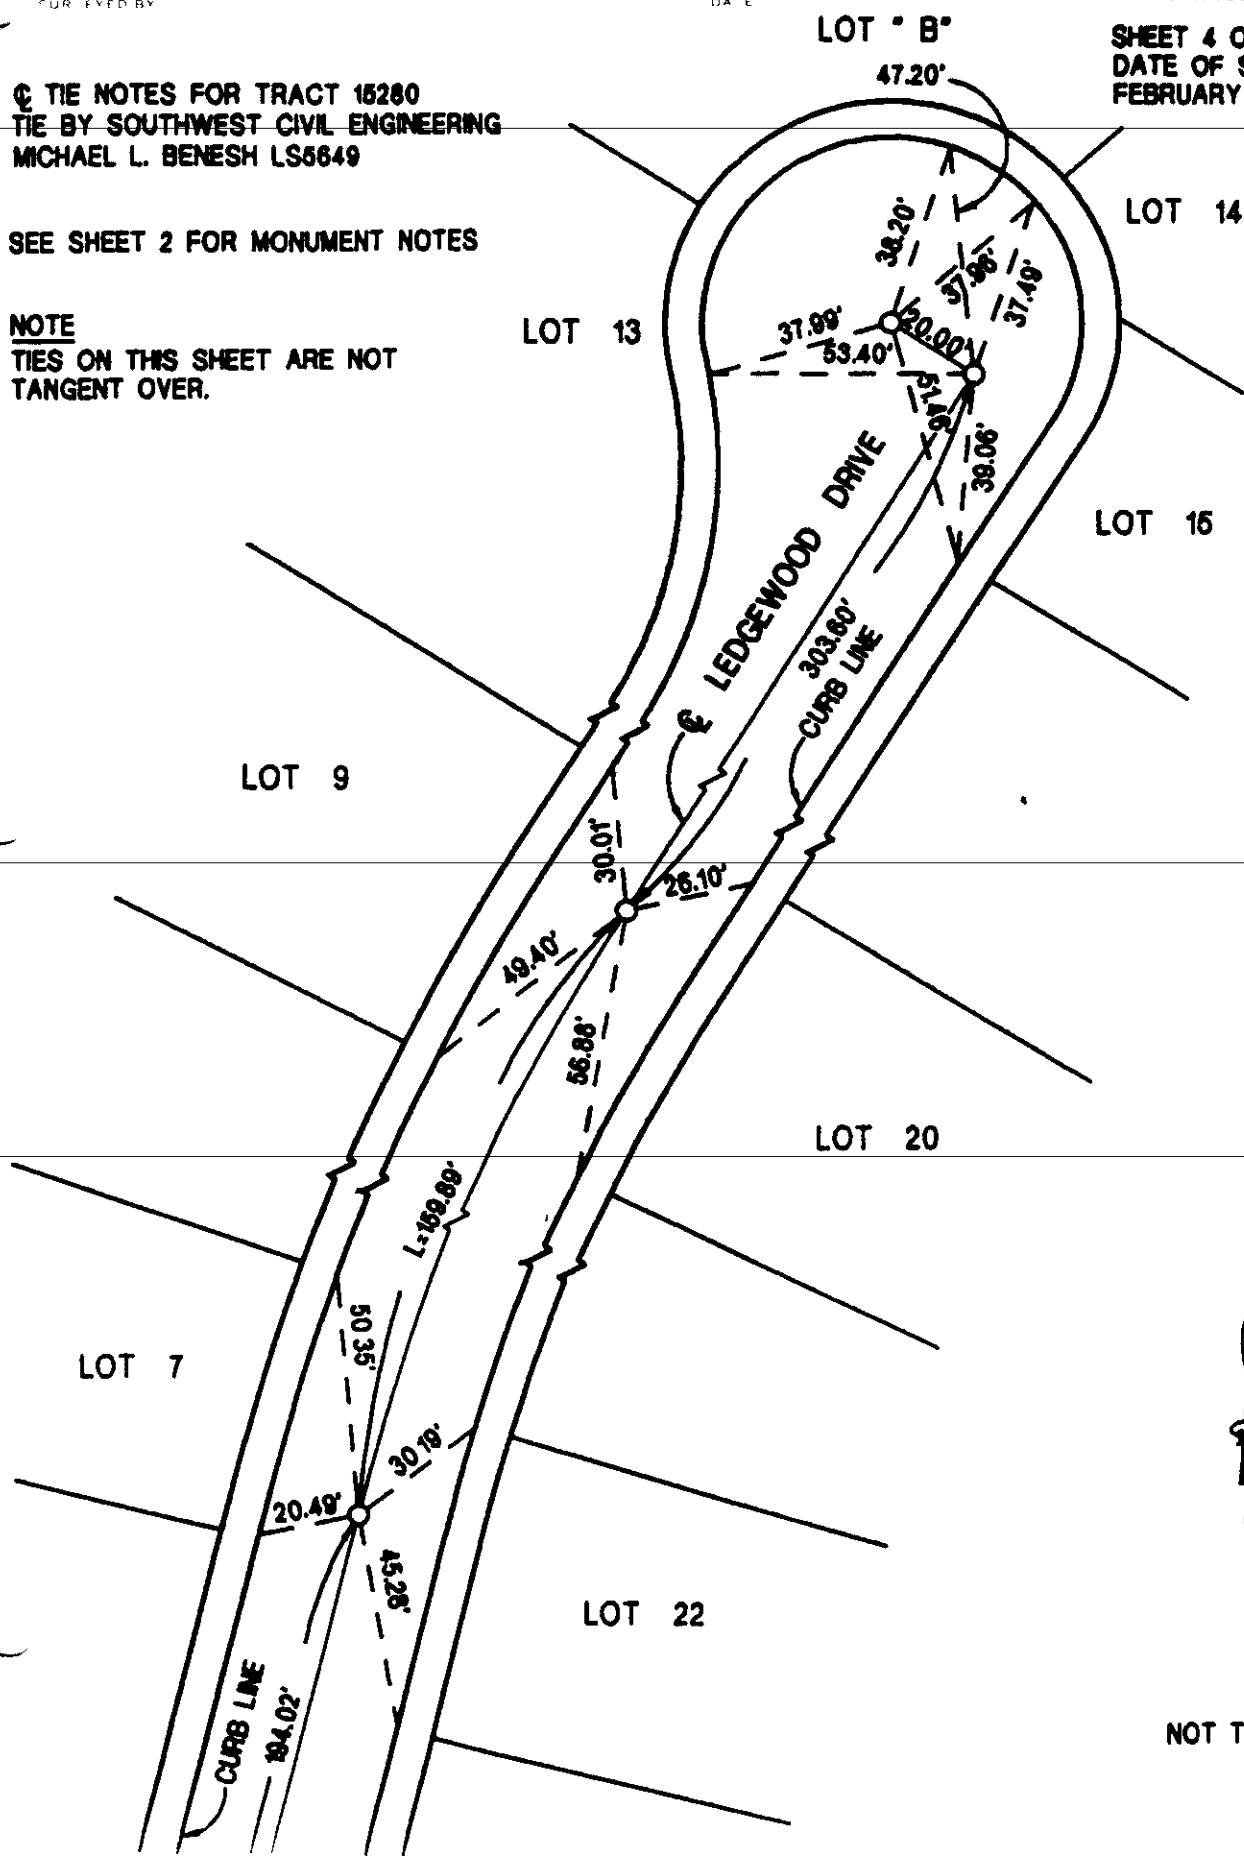 LOT "B"
SHEET 4 O
DATE OF S
FEBRUARY
47.20'
℄ TIE NOTES FOR TRACT 15280
TIE BY SOUTHWEST CIVIL ENGINEERING
MICHAEL L. BENESH LS5649
SEE SHEET 2 FOR MONUMENT NOTES
NOTE
TIES ON THIS SHEET ARE NOT
TANGENT OVER.
LOT 14
38.20'
37.96'
37.49'
LOT 13
37.99'
53.40'
20.00'
51.46'
39.06'
LOT 15
℄ LEDGEWOOD DRIVE
303.60'
CURB LINE
LOT 9
30.01'
26.10'
49.40'
56.86'
LOT 20
L=159.89'
50.35'
LOT 7
30.19'
20.49'
45.28'
LOT 22
CURB LINE
194.02'
NOT T